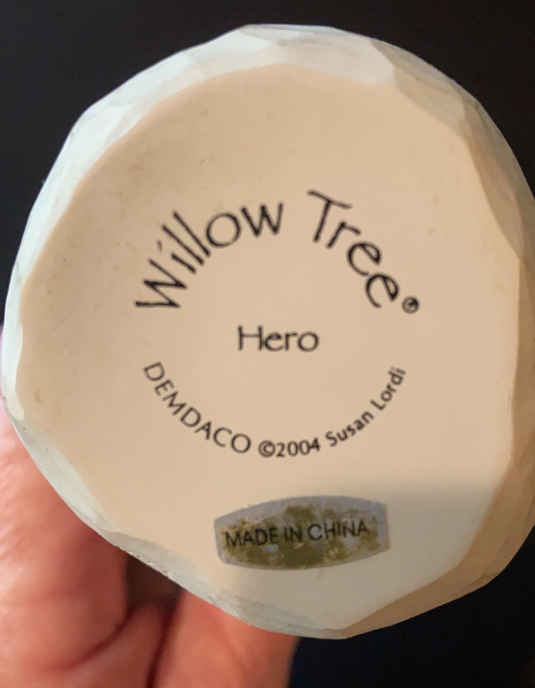 Willow Tree®
Hero
DEMDACO ©2004 Susan Lordi
MADE IN CHINA